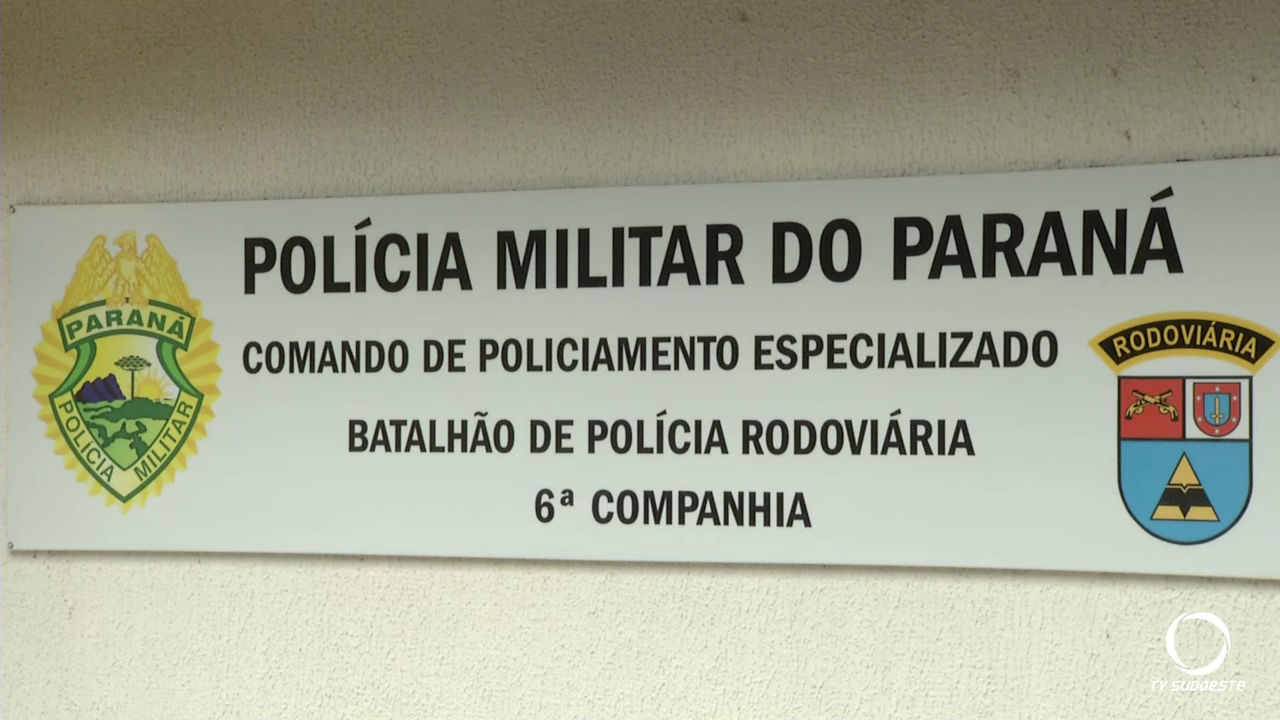 POLÍCIA MILITAR DO PARANÁ
PARANÁ
POLÍCIA MILITAR
COMANDO DE POLICIAMENTO ESPECIALIZADO
RODOVIÁRIA
BATALHÃO DE POLÍCIA RODOVIÁRIA
6ª COMPANHIA
TV SUDOESTE